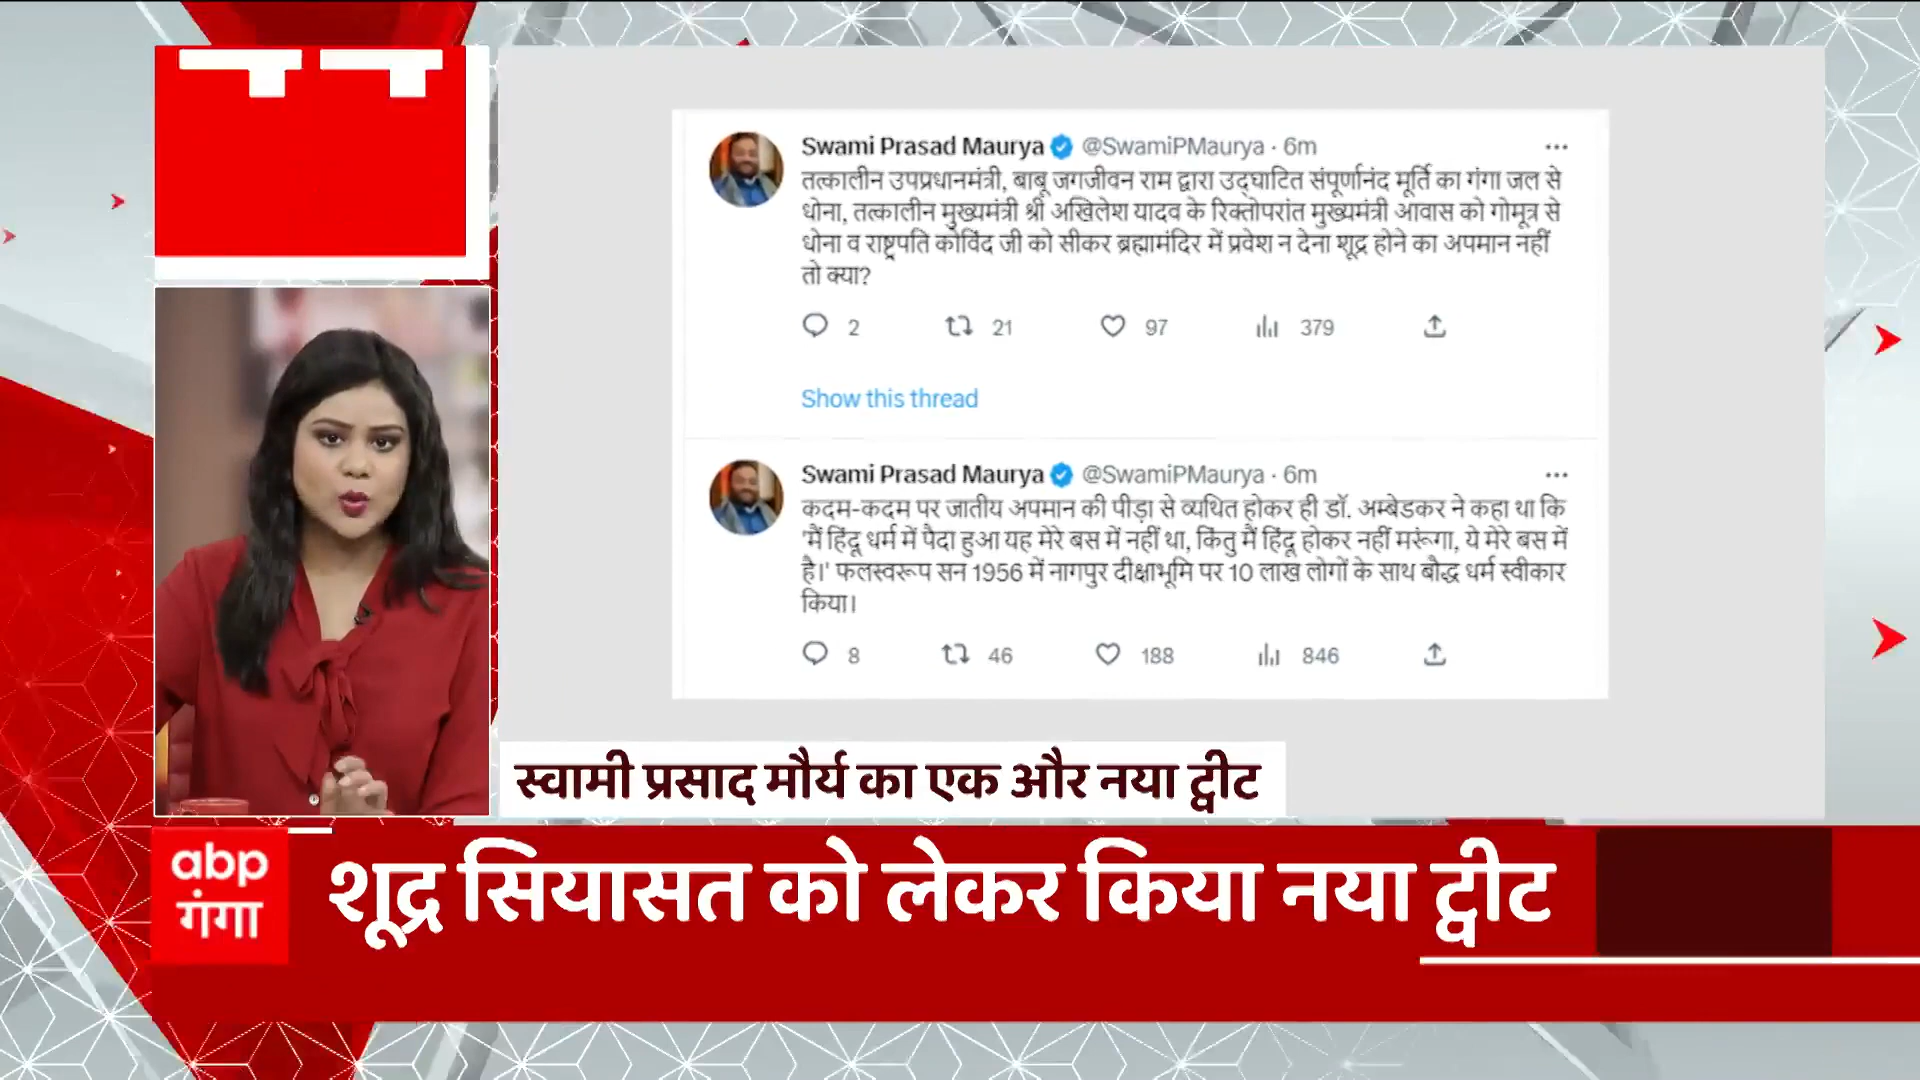 Swami Prasad Maurya @SwamiPMaurya · 6m
तत्कालीन उपप्रधानमंत्री, बाबू जगजीवन राम द्वारा उद्घाटित संपूर्णानंद मूर्ति का गंगा जल से
धोना, तत्कालीन मुख्यमंत्री श्री अखिलेश यादव के रिक्तोपरांत मुख्यमंत्री आवास को गोमूत्र से
धोना व राष्ट्रपति कोविंद जी को सीकर ब्रह्मामंदिर में प्रवेश न देना शूद्र होने का अपमान नहीं
तो क्या?
2 21 97 379
Show this thread
Swami Prasad Maurya @SwamiPMaurya · 6m
कदम-कदम पर जातीय अपमान की पीड़ा से व्यथित होकर ही डॉ. अम्बेडकर ने कहा था कि
'मैं हिंदू धर्म में पैदा हुआ यह मेरे बस में नहीं था, किंतु मैं हिंदू होकर नहीं मरूंगा, ये मेरे बस में
है।' फलस्वरूप सन 1956 में नागपुर दीक्षाभूमि पर 10 लाख लोगों के साथ बौद्ध धर्म स्वीकार
किया।
8 46 188 846
स्वामी प्रसाद मौर्य का एक और नया ट्वीट
abp
गंगा
शूद्र सियासत को लेकर किया नया ट्वीट